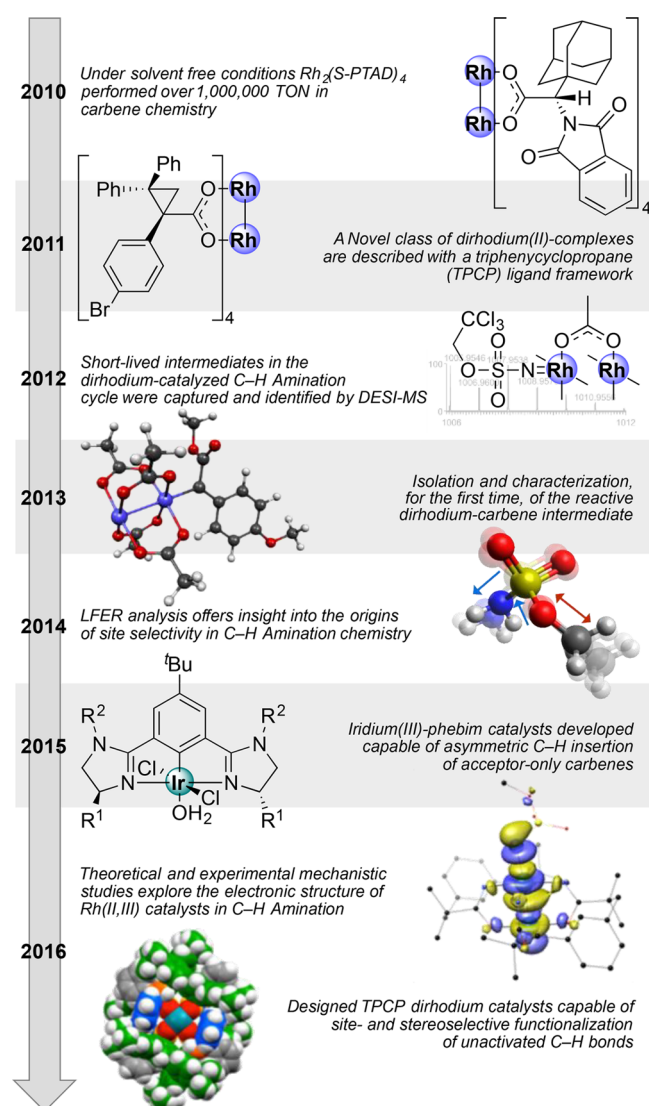 2010
Under solvent free conditions Rh2(S-PTAD)4
performed over 1,000,000 TON in
carbene chemistry
Rh
Rh
O
O
H
N
O
O
4
2011
Ph
Ph
O
O
Rh
Rh
Br
4
A Novel class of dirhodium(II)-complexes
are described with a triphenycyclopropane
(TPCP) ligand framework
2012
Short-lived intermediates in the
dirhodium-catalyzed C–H Amination
cycle were captured and identified by DESI-MS
CCl3
O
O
S
O
N
Rh
O
O
Rh
100
0
1006
1012
2013
Isolation and characterization,
for the first time, of the reactive
dirhodium-carbene intermediate
2014
LFER analysis offers insight into the origins
of site selectivity in C–H Amination chemistry
2015
tBu
R2
R2
N
N
Cl
N
Ir
N
Cl
OH2
R1
R1
Iridium(III)-phebim catalysts developed
capable of asymmetric C–H insertion
of acceptor-only carbenes
2016
Theoretical and experimental mechanistic
studies explore the electronic structure of
Rh(II,III) catalysts in C–H Amination
Designed TPCP dirhodium catalysts capable of
site- and stereoselective functionalization
of unactivated C–H bonds